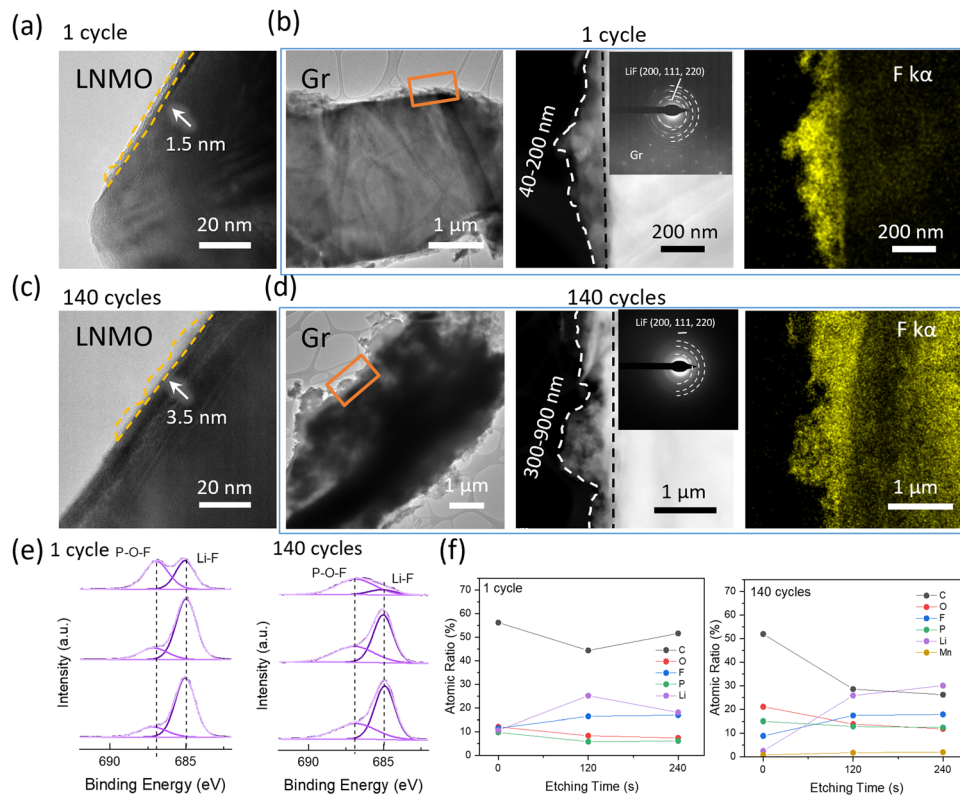 (a)
1 cycle
LNMO
1.5 nm
20 nm
(b)
1 cycle
Gr
1 μm
40-200 nm
LiF (200, 111, 220)
Gr
200 nm
F kα
200 nm
(c)
140 cycles
LNMO
3.5 nm
20 nm
(d)
140 cycles
Gr
1 μm
300-900 nm
LiF (200, 111, 220)
1 μm
F kα
1 μm
(e)
1 cycle
P-O-F
Li-F
Intensity (a.u.)
690
685
Binding Energy (eV)
140 cycles
P-O-F
Li-F
Intensity (a.u.)
690
685
Binding Energy (eV)
(f)
1 cycle
Atomic Ratio (%)
70
60
50
40
30
20
10
0
C
O
F
P
Li
0
120
240
Etching Time (s)
140 cycles
Atomic Ratio (%)
70
60
50
40
30
20
10
0
C
O
F
P
Li
Mn
0
120
240
Etching Time (s)